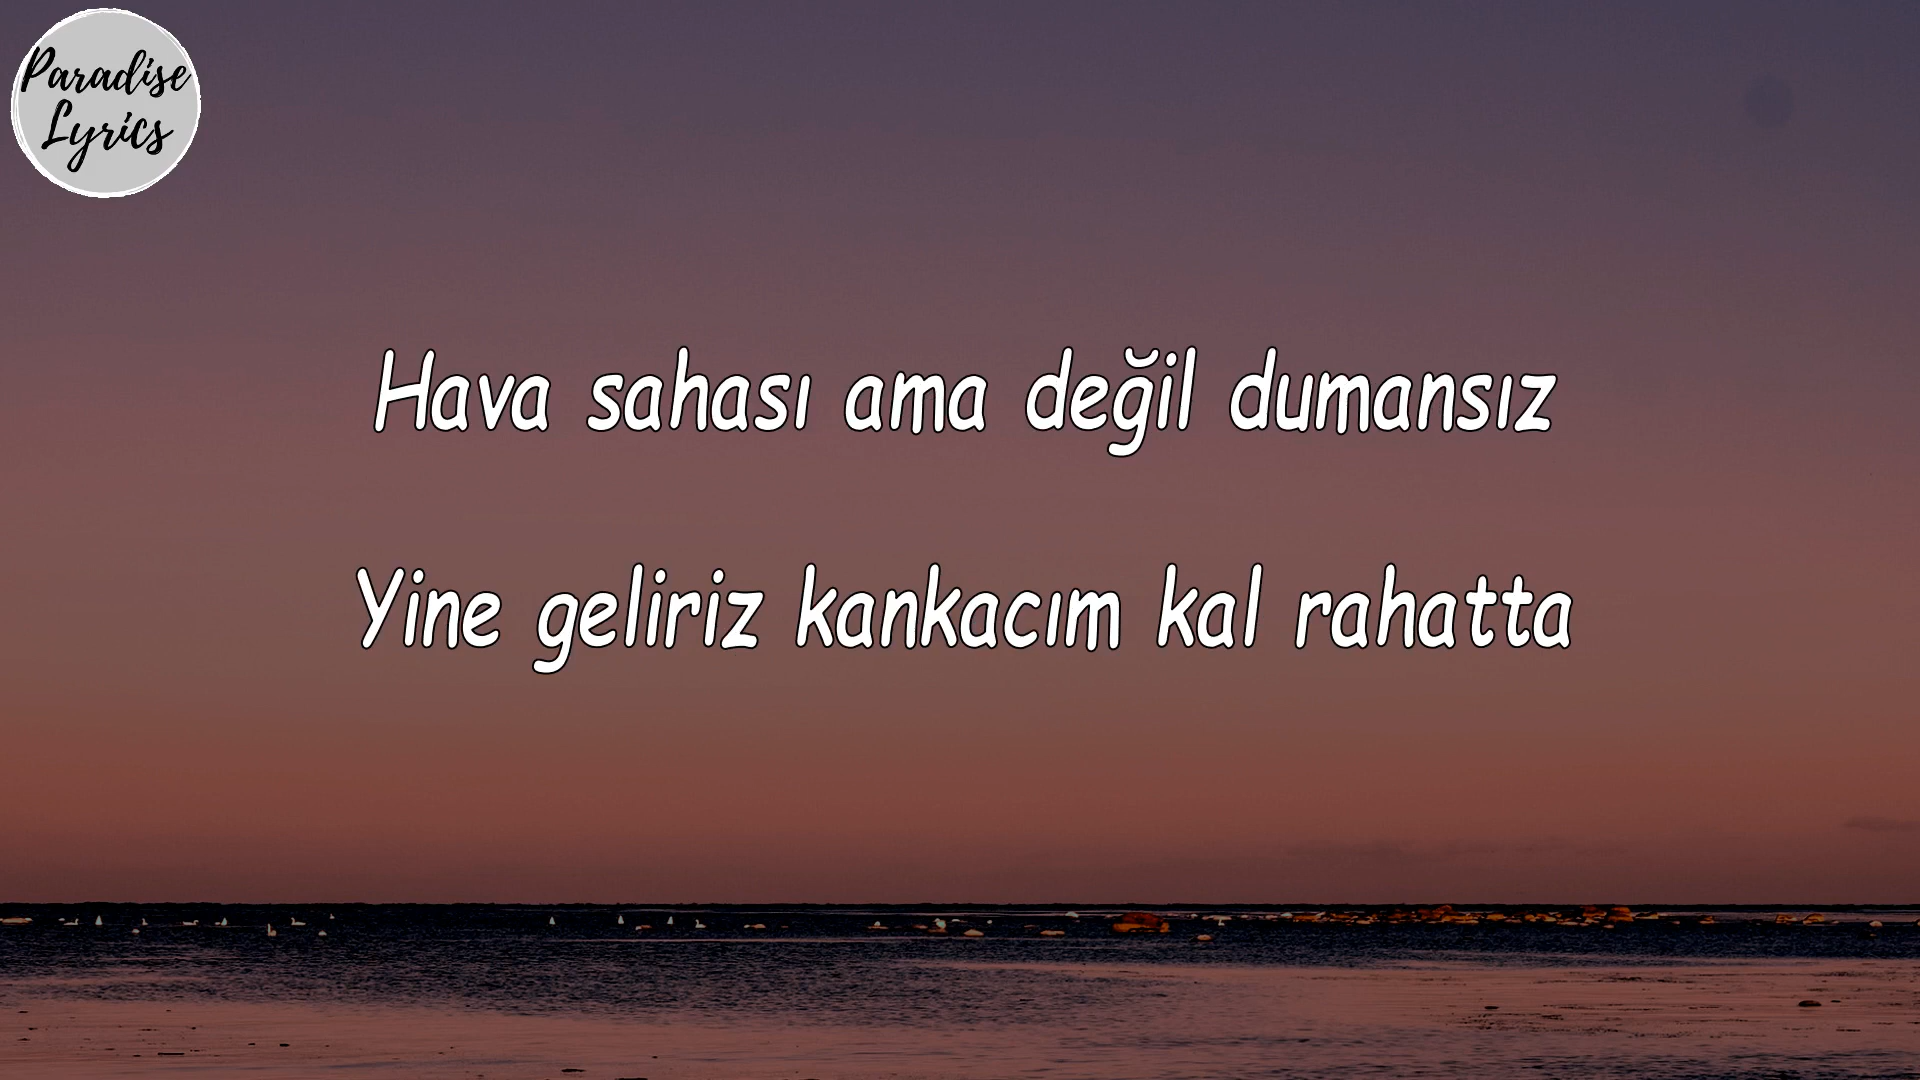 Paradise
Lyrics
Hava sahası ama değil dumansız
Yine geliriz kankacım kal rahatta